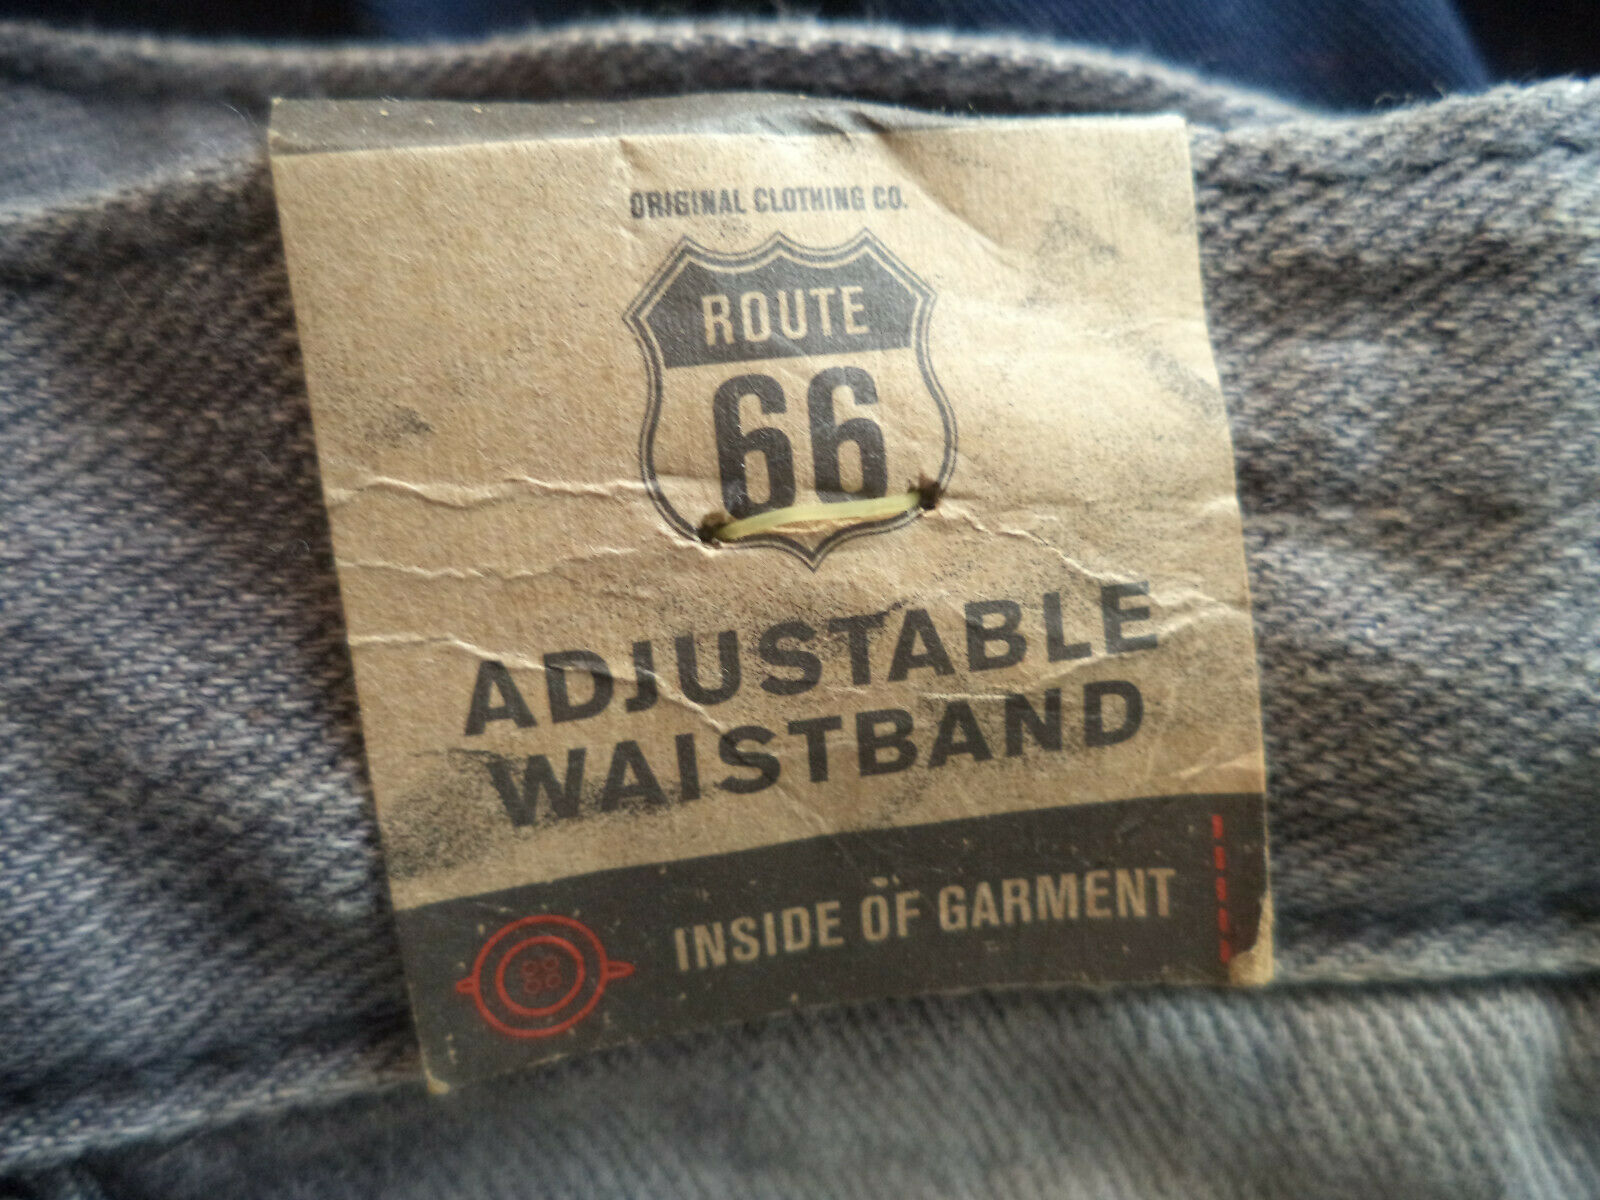 ORIGINAL CLOTHING CO.
ROUTE
66
ADJUSTABLE
WAISTBAND
INSIDE OF GARMENT